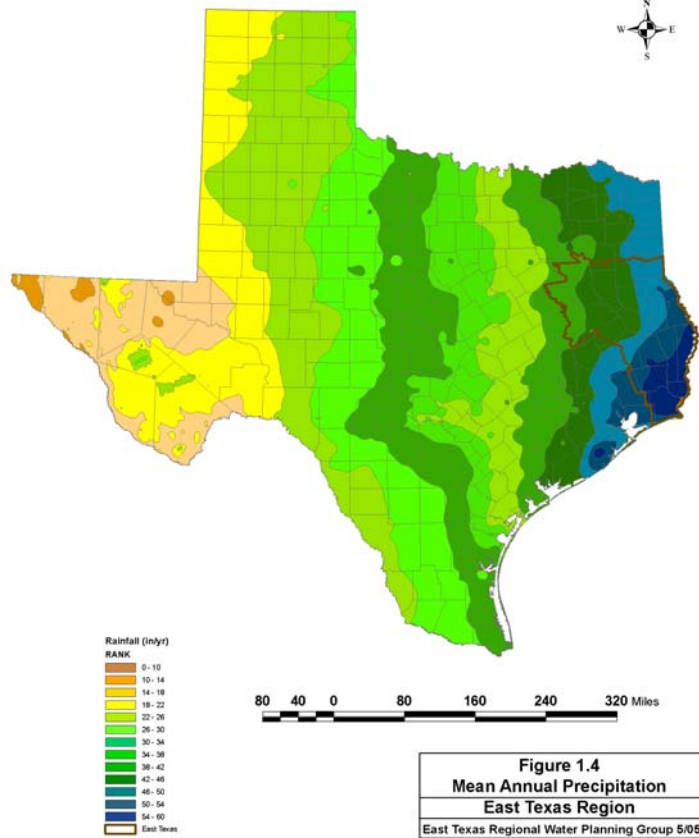 N
W E
S
Rainfall (in/yr)
RANK
0 - 10
10 - 14
14 - 18
18 - 22
22 - 26
26 - 30
30 - 34
34 - 38
38 - 42
42 - 46
46 - 50
50 - 54
54 - 60
East Texas
80 40 0 80 160 240 320 Miles
Figure 1.4
Mean Annual Precipitation
East Texas Region
East Texas Regional Water Planning Group 5/05